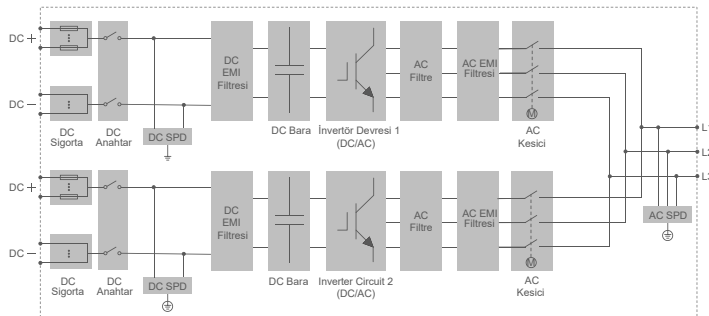 DC +
DC –
DC
Sigorta
DC
Anahtar
DC SPD
DC
EMI
Filtresi
DC Bara
İnvertör Devresi 1
(DC/AC)
AC
Filtre
AC EMI
Filtresi
M
AC
Kesici
L1
L2
L3
AC SPD
DC +
DC –
DC
Sigorta
DC
Anahtar
DC SPD
DC
EMI
Filtresi
DC Bara
Inverter Circuit 2
(DC/AC)
AC
Filtre
AC EMI
Filtresi
M
AC
Kesici